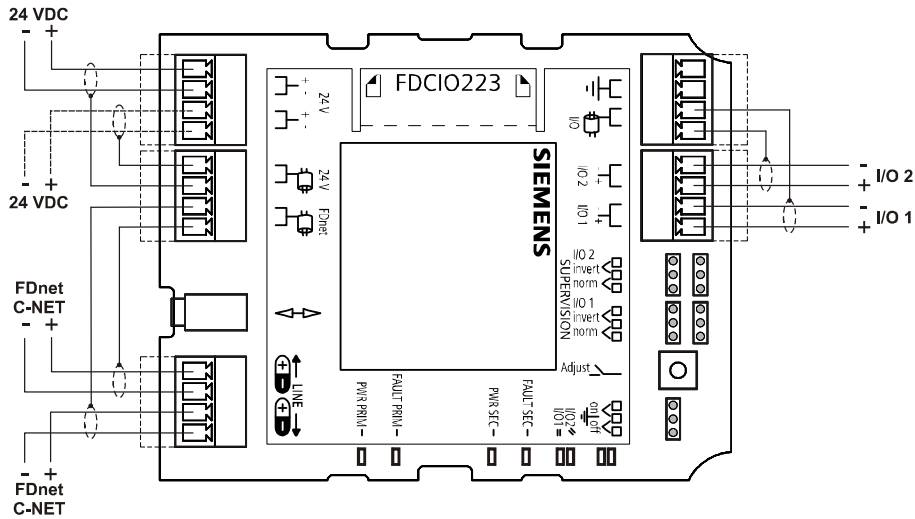 24 VDC
- +
FDCIO223
+ -
24 V
+ -
I/O
24 V
FDnet
SIEMENS
I/O 2
- +
I/O 1
- +
- I/O 2
+
- I/O 1
+
- +
24 VDC
I/O 2
invert
norm
SUPERVISION
I/O 1
invert
norm
FDnet
C-NET
- +
Adjust
LINE
+ -
+ -
PWR PRIM
FAULT PRIM
PWR SEC
FAULT SEC
I/O1
I/O2
on
off
- +
FDnet
C-NET